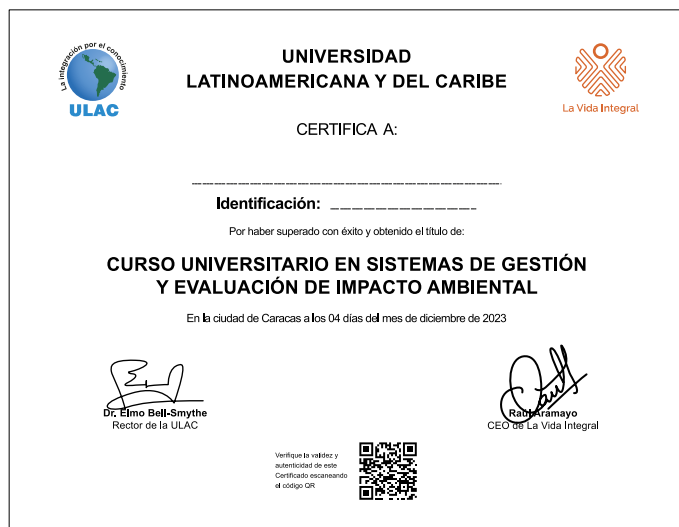 La integración por el conocimiento
ULAC
UNIVERSIDAD
LATINOAMERICANA Y DEL CARIBE
La Vida Integral
CERTIFICA A:
Identificación:
Por haber superado con éxito y obtenido el título de:
CURSO UNIVERSITARIO EN SISTEMAS DE GESTIÓN
Y EVALUACIÓN DE IMPACTO AMBIENTAL
En la ciudad de Caracas a los 04 días del mes de diciembre de 2023
Dr. Elmo Bell-Smythe
Rector de la ULAC
Raúl Aramayo
CEO de La Vida Integral
Verifique la validez y
autenticidad de este
Certificado escaneando
el código QR